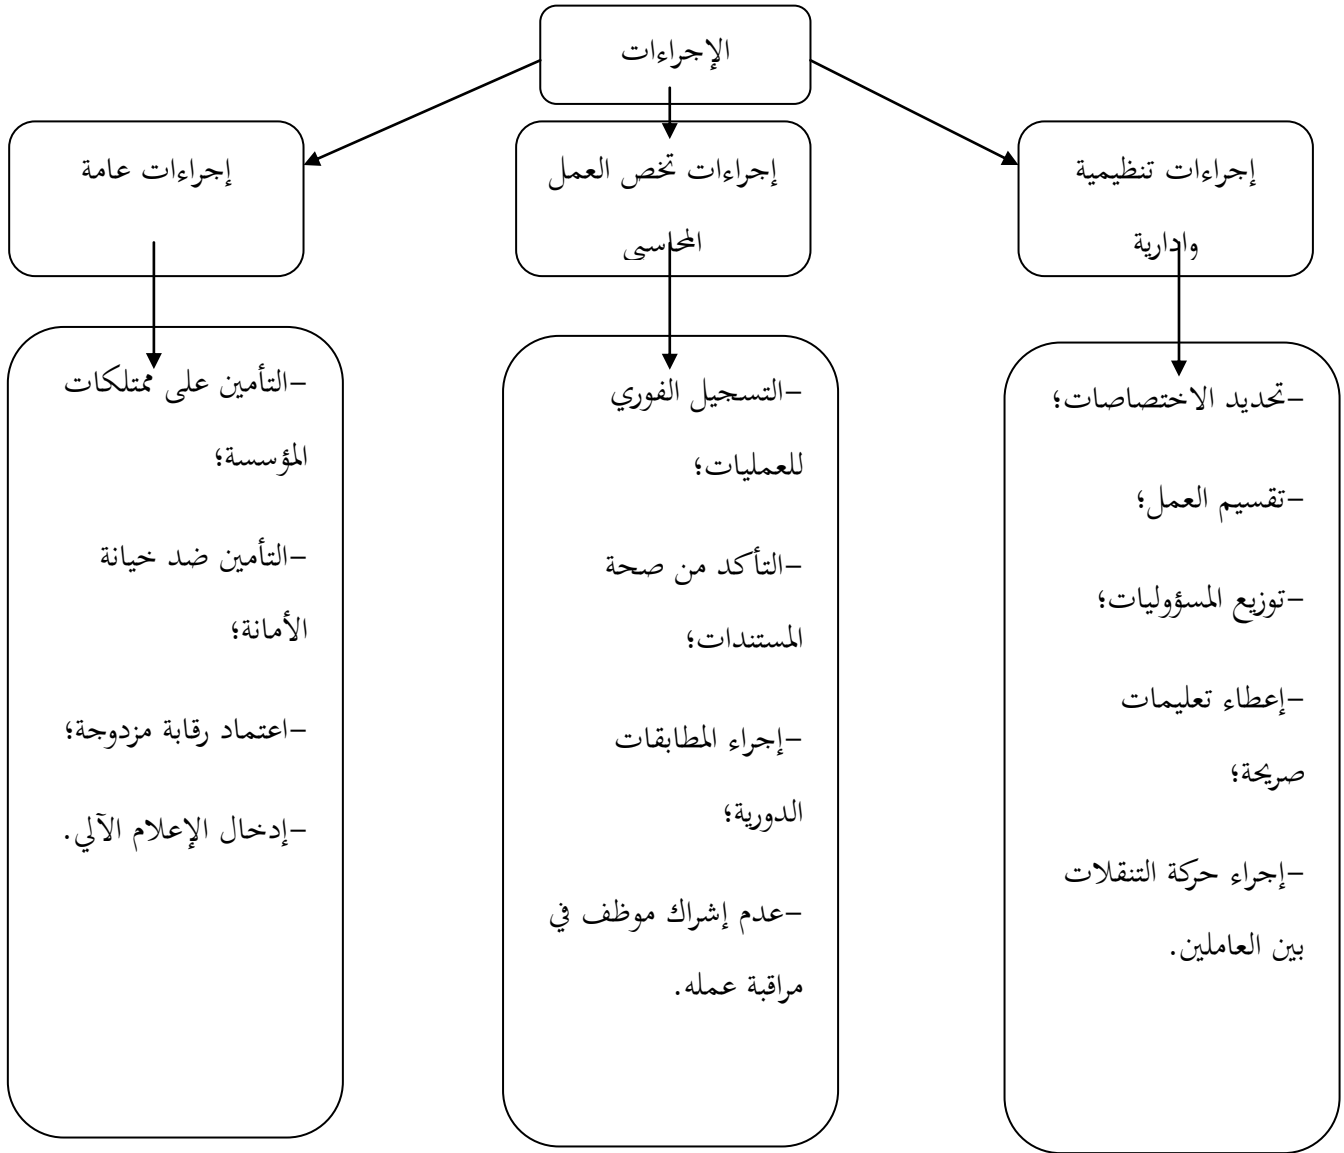 الإجراءات
إجراءات تنظيمية
وادارية
إجراءات تخص العمل
المحاسبي
إجراءات عامة
-تحديد الاختصاصات؛
-تقسيم العمل؛
-توزيع المسؤوليات؛
-إعطاء تعليمات
صريحة؛
-إجراء حركة التنقلات
بين العاملين.
-التسجيل الفوري
للعمليات؛
-التأكد من صحة
المستندات؛
-إجراء المطابقات
الدورية؛
-عدم إشراك موظف في
مراقبة عمله.
-التأمين على ممتلكات
المؤسسة؛
-التأمين ضد خيانة
الأمانة؛
-اعتماد رقابة مزدوجة؛
-إدخال الإعلام الآلي.